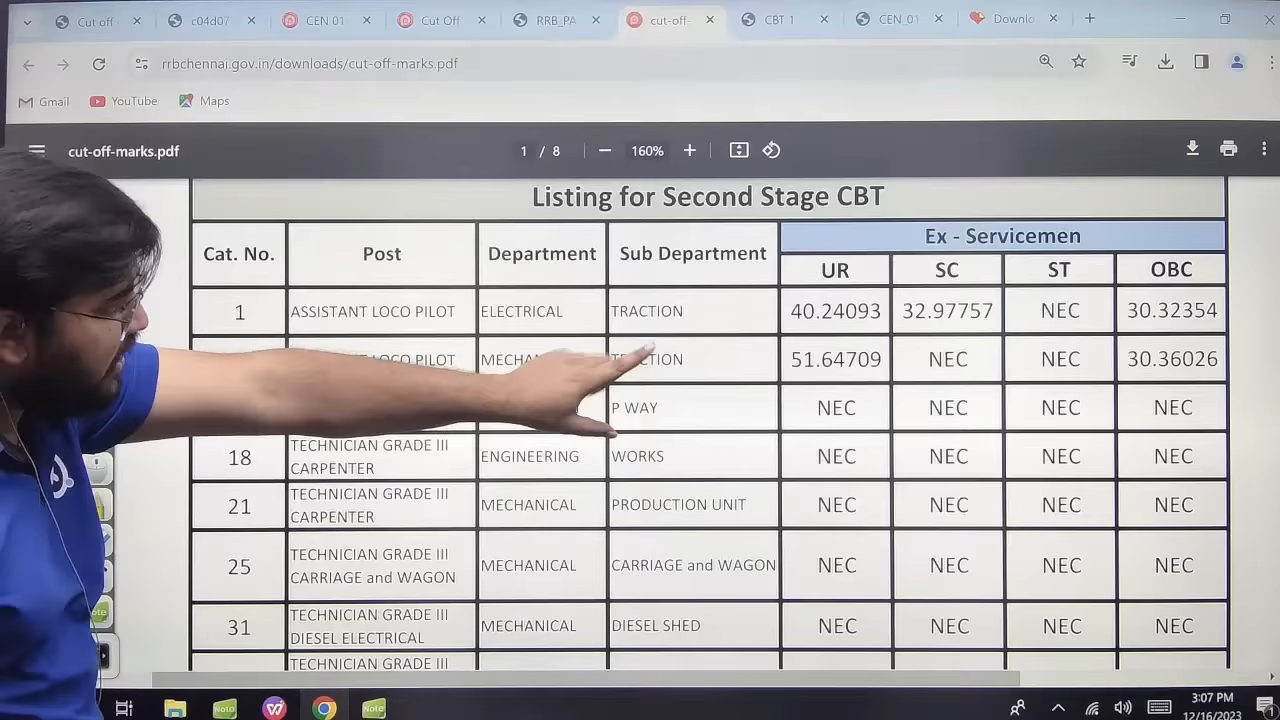 Cut off
c04d07
CEN 01
Cut Off
RRB_PA
cut-off-
CBT 1
CEN 01
Downlo
rrbchennai.gov.in/downloads/cut-off-marks.pdf
Gmail YouTube Maps
cut-off-marks.pdf 1 / 8 160%
Listing for Second Stage CBT
Cat. No. Post Department Sub Department Ex - Servicemen
UR SC ST OBC
1 ASSISTANT LOCO PILOT ELECTRICAL TRACTION 40.24093 32.97757 NEC 30.32354
LOCO PILOT 51.64709 NEC NEC 30.36026
P WAY NEC NEC NEC NEC
18 TECHNICIAN GRADE III CARPENTER ENGINEERING WORKS NEC NEC NEC NEC
21 TECHNICIAN GRADE III CARPENTER MECHANICAL PRODUCTION UNIT NEC NEC NEC NEC
25 TECHNICIAN GRADE III CARRIAGE and WAGON MECHANICAL CARRIAGE and WAGON NEC NEC NEC NEC
31 TECHNICIAN GRADE III DIESEL ELECTRICAL MECHANICAL DIESEL SHED NEC NEC NEC NEC
TECHNICIAN GRADE III
Note Note
3:07 PM
12/16/2023